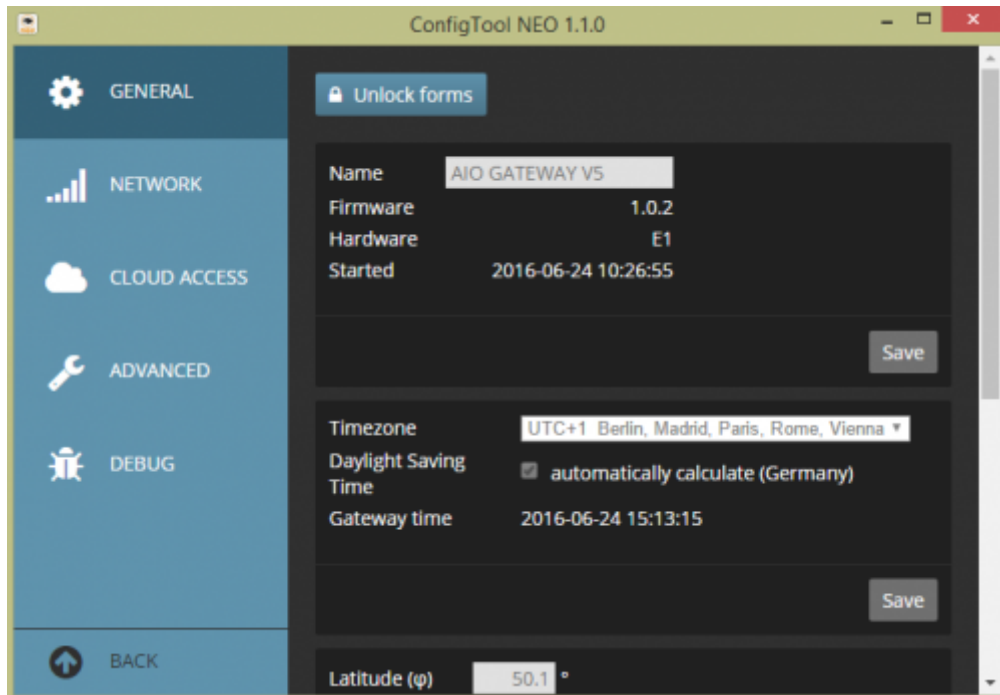 ConfigTool NEO 1.1.0
GENERAL
NETWORK
CLOUD ACCESS
ADVANCED
DEBUG
BACK
Unlock forms
Name AIO GATEWAY V5
Firmware 1.0.2
Hardware E1
Started 2016-06-24 10:26:55
Save
Timezone UTC+1 Berlin, Madrid, Paris, Rome, Vienna
Daylight Saving
Time automatically calculate (Germany)
Gateway time 2016-06-24 15:13:15
Save
Latitude (φ) 50.1 °